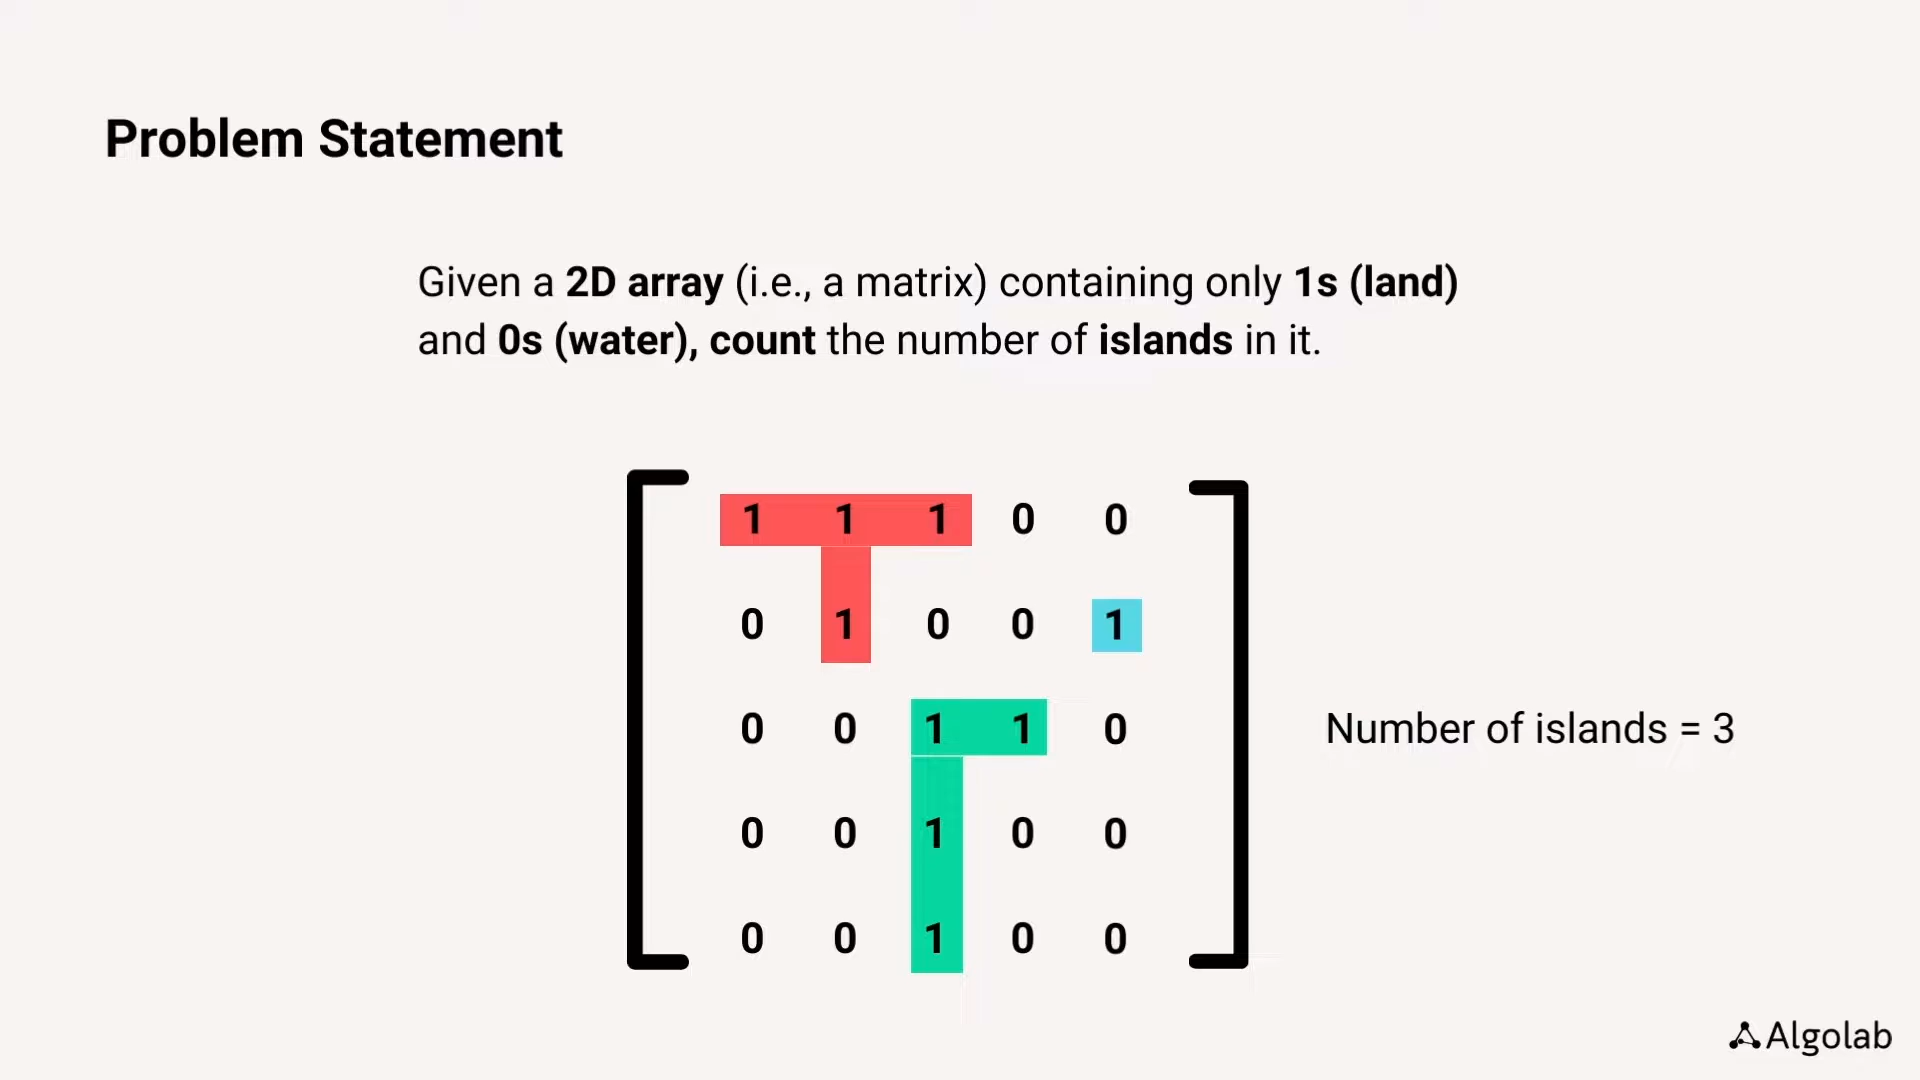 Problem Statement
Given a 2D array (i.e., a matrix) containing only 1s (land)
and 0s (water), count the number of islands in it.
1 1 1 0 0
0 1 0 0 1
0 0 1 1 0
Number of islands = 3
0 0 1 0 0
0 0 1 0 0
Algolab